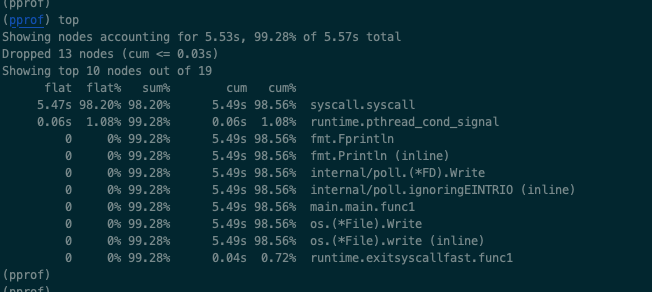 (pprof)
(pprof) top
Showing nodes accounting for 5.53s, 99.28% of 5.57s total
Dropped 13 nodes (cum <= 0.03s)
Showing top 10 nodes out of 19
flat flat% sum% cum cum%
5.47s 98.20% 98.20% 5.49s 98.56% syscall.syscall
0.06s 1.08% 99.28% 0.06s 1.08% runtime.pthread_cond_signal
0 0% 99.28% 5.49s 98.56% fmt.Fprintln
0 0% 99.28% 5.49s 98.56% fmt.Println (inline)
0 0% 99.28% 5.49s 98.56% internal/poll.(*FD).Write
0 0% 99.28% 5.49s 98.56% internal/poll.ignoringEINTRIO (inline)
0 0% 99.28% 5.49s 98.56% main.main.func1
0 0% 99.28% 5.49s 98.56% os.(*File).Write
0 0% 99.28% 5.49s 98.56% os.(*File).write (inline)
0 0% 99.28% 0.04s 0.72% runtime.exitsyscallfast.func1
(pprof)
(pprof)